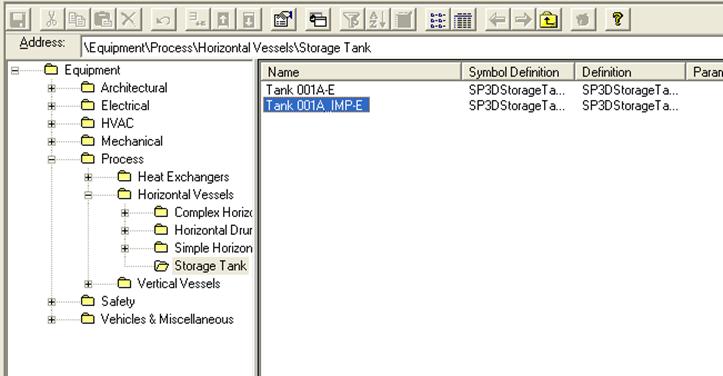 Address: \Equipment\Process\Horizontal Vessels\Storage Tank
Equipment
Architectural
Electrical
HVAC
Mechanical
Process
Heat Exchangers
Horizontal Vessels
Complex Horizo
Horizontal Drur
Simple Horizon
Storage Tank
Vertical Vessels
Safety
Vehicles & Miscellaneous
Name Symbol Definition Definition Param
Tank 001A-E SP3DStorageTa... SP3DStorageTa...
Tank 001A_IMP-E SP3DStorageTa... SP3DStorageTa...